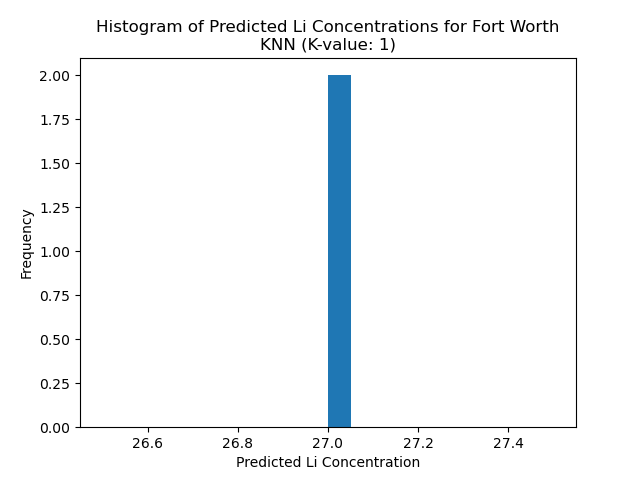 Histogram of Predicted Li Concentrations for Fort Worth
KNN (K-value: 1)
2.00
1.75
1.50
1.25
1.00
0.75
0.50
0.25
0.00
Frequency
26.6 26.8 27.0 27.2 27.4
Predicted Li Concentration